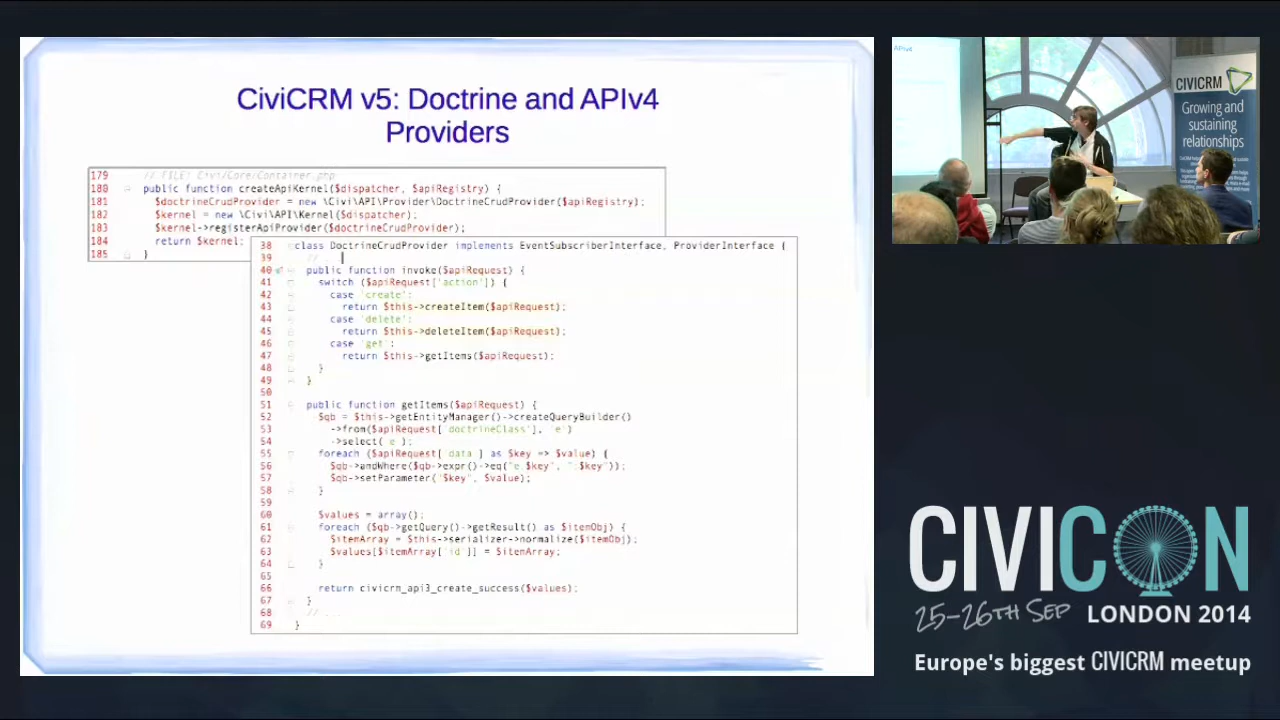 CiviCRM v5: Doctrine and APIv4
Providers
179 // FILE: Civi/Core/Container.php
180 public function createApiKernel($dispatcher, $apiRegistry) {
181 $doctrineCrudProvider = new \Civi\API\Provider\DoctrineCrudProvider($apiRegistry);
182 $kernel = new \Civi\API\Kernel($dispatcher);
183 $kernel->registerApiProvider($doctrineCrudProvider);
184 return $kernel;
185 }
38 class DoctrineCrudProvider implements EventSubscriberInterface, ProviderInterface {
39 // ...
40 public function invoke($apiRequest) {
41 switch ($apiRequest['action']) {
42 case 'create':
43 return $this->createItem($apiRequest);
44 case 'delete':
45 return $this->deleteItem($apiRequest);
46 case 'get':
47 return $this->getItems($apiRequest);
48 }
49 }
50
51 public function getItems($apiRequest) {
52 $qb = $this->getEntityManager()->createQueryBuilder()
53 ->from($apiRequest['doctrineClass'], 'e')
54 ->select('e');
55 foreach ($apiRequest['data'] as $key => $value) {
56 $qb->andWhere($qb->expr()->eq("e.$key", ":$key"));
57 $qb->setParameter("$key", $value);
58 }
59
60 $values = array();
61 foreach ($qb->getQuery()->getResult() as $itemObj) {
62 $itemArray = $this->serializer->normalize($itemObj);
63 $values[$itemArray['id']] = $itemArray;
64 }
65
66 return civicrm_api3_create_success($values);
67 }
68 // ...
69 }
APIv4
CIVICRM
Growing and
sustaining
relationships
CIVICON
25-26TH SEP LONDON 2014
Europe's biggest CIVICRM meetup